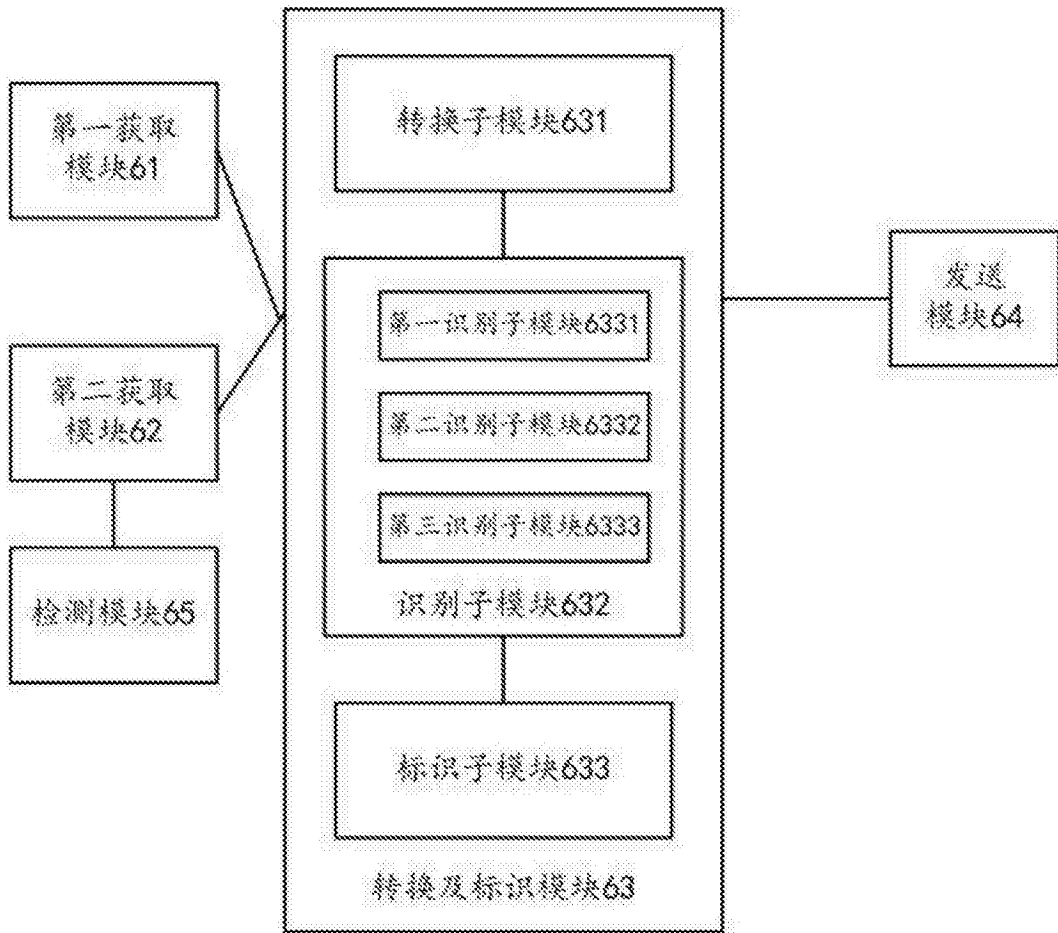 第一获取
模块61
第二获取
模块62
检测模块65
转换子模块631
第一识别子模块6331
第二识别子模块6332
第三识别子模块6333
识别子模块632
标识子模块633
转换及标识模块63
发送
模块64